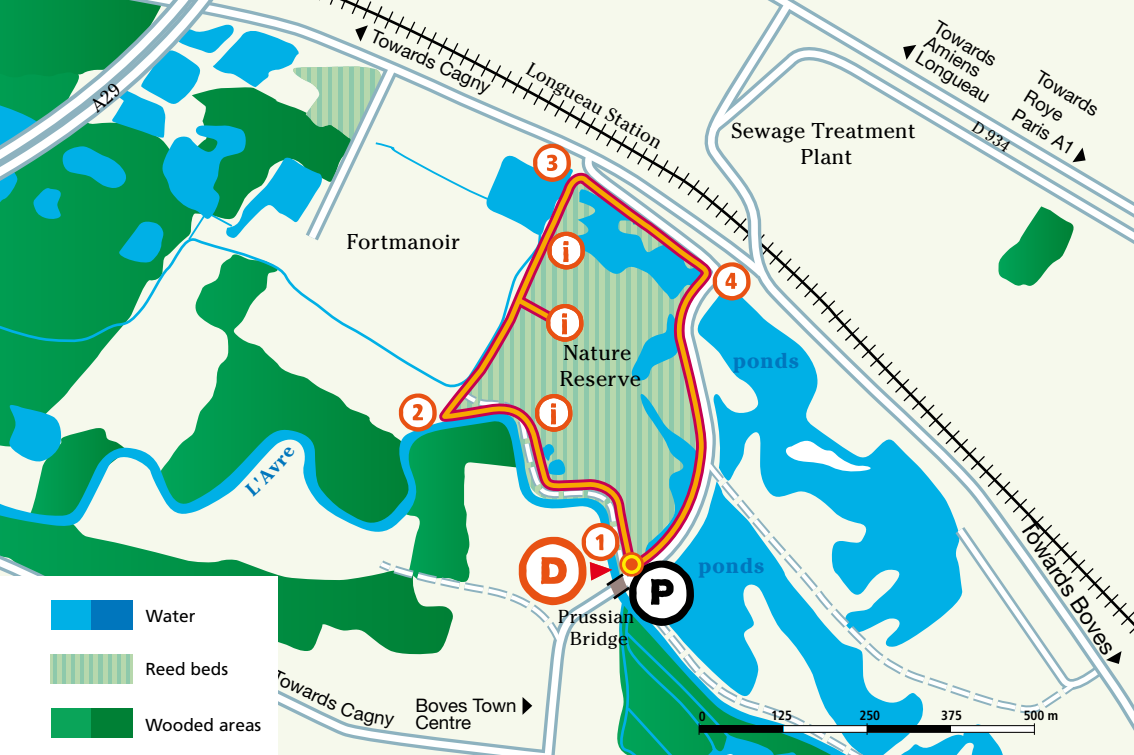 A29
Towards Cagny
Longueau Station
Towards
Amiens
Longueau
Towards
Roye
Paris A1
D 934
Sewage Treatment
Plant
3
i
Fortmanoir
4
i
Nature
Reserve
ponds
2
i
L'Avre
1
D
P
ponds
Prussian
Bridge
Towards Boves
Water
Reed beds
Wooded areas
Towards Cagny
Boves Town
Centre
0 125 250 375 500 m